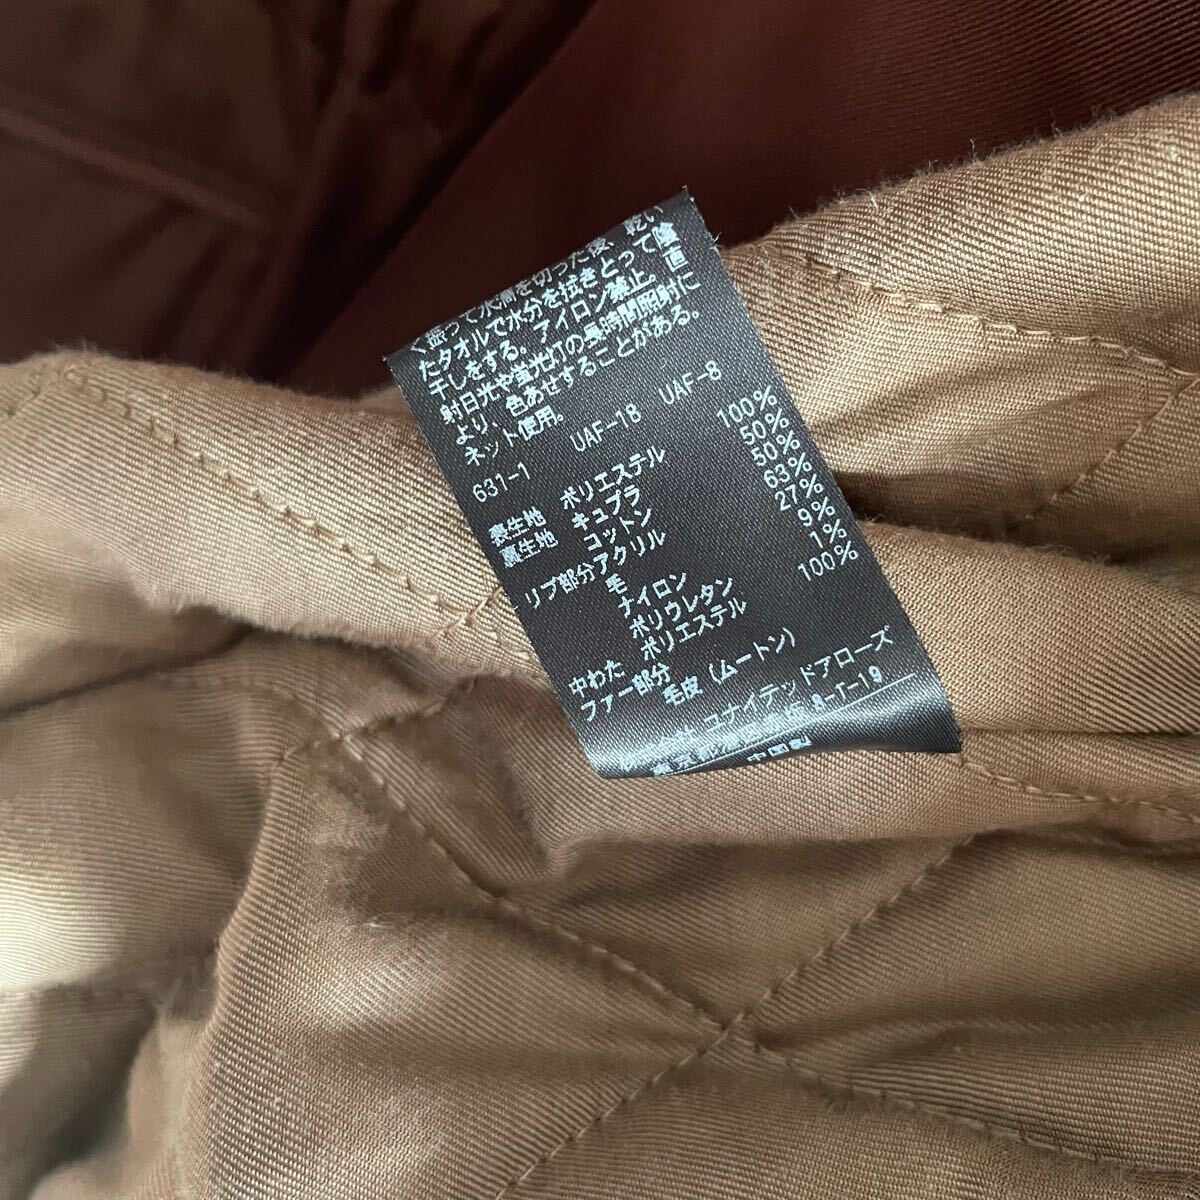 く振って水滴を切った後、乾い
たタオルで水分を拭きとって陰
干しをする。アイロン禁止。直
射日光や蛍光灯の長時間照射に
より、色あせすることがある。
ネット使用。
631-1 UAF-18 UAF-8
表生地 ポリエステル 100%
裏生地 キュプラ 50%
コットン 50%
リブ部分 アクリル 63%
毛 27%
ナイロン 9%
ポリウレタン 1%
中わた ポリエステル 100%
ファー部分
毛皮(ムートン)
ユナイテッドアローズ
8-1-19
中国製